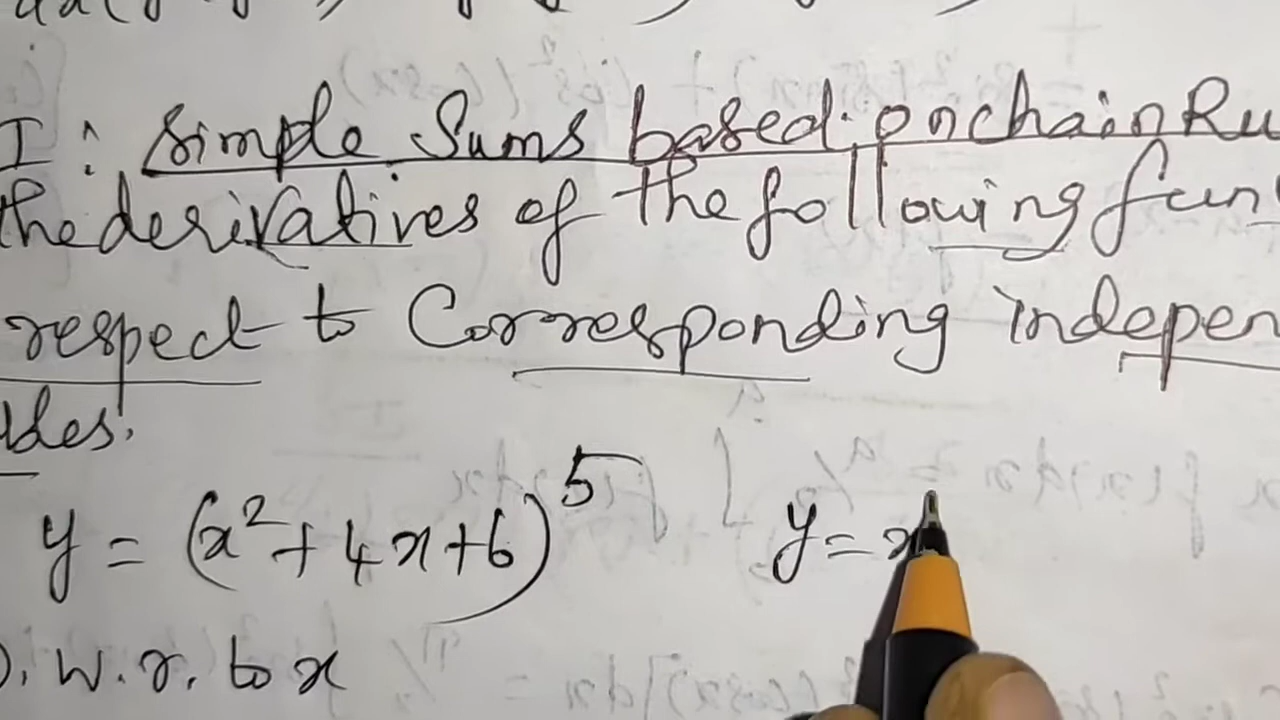 I: Simple Sums based on chain Ru
the derivatives of the following fun
respect to Corresponding indepen
bles.
y = (x²+4x+6)⁵ y = x
D. w. r. to x